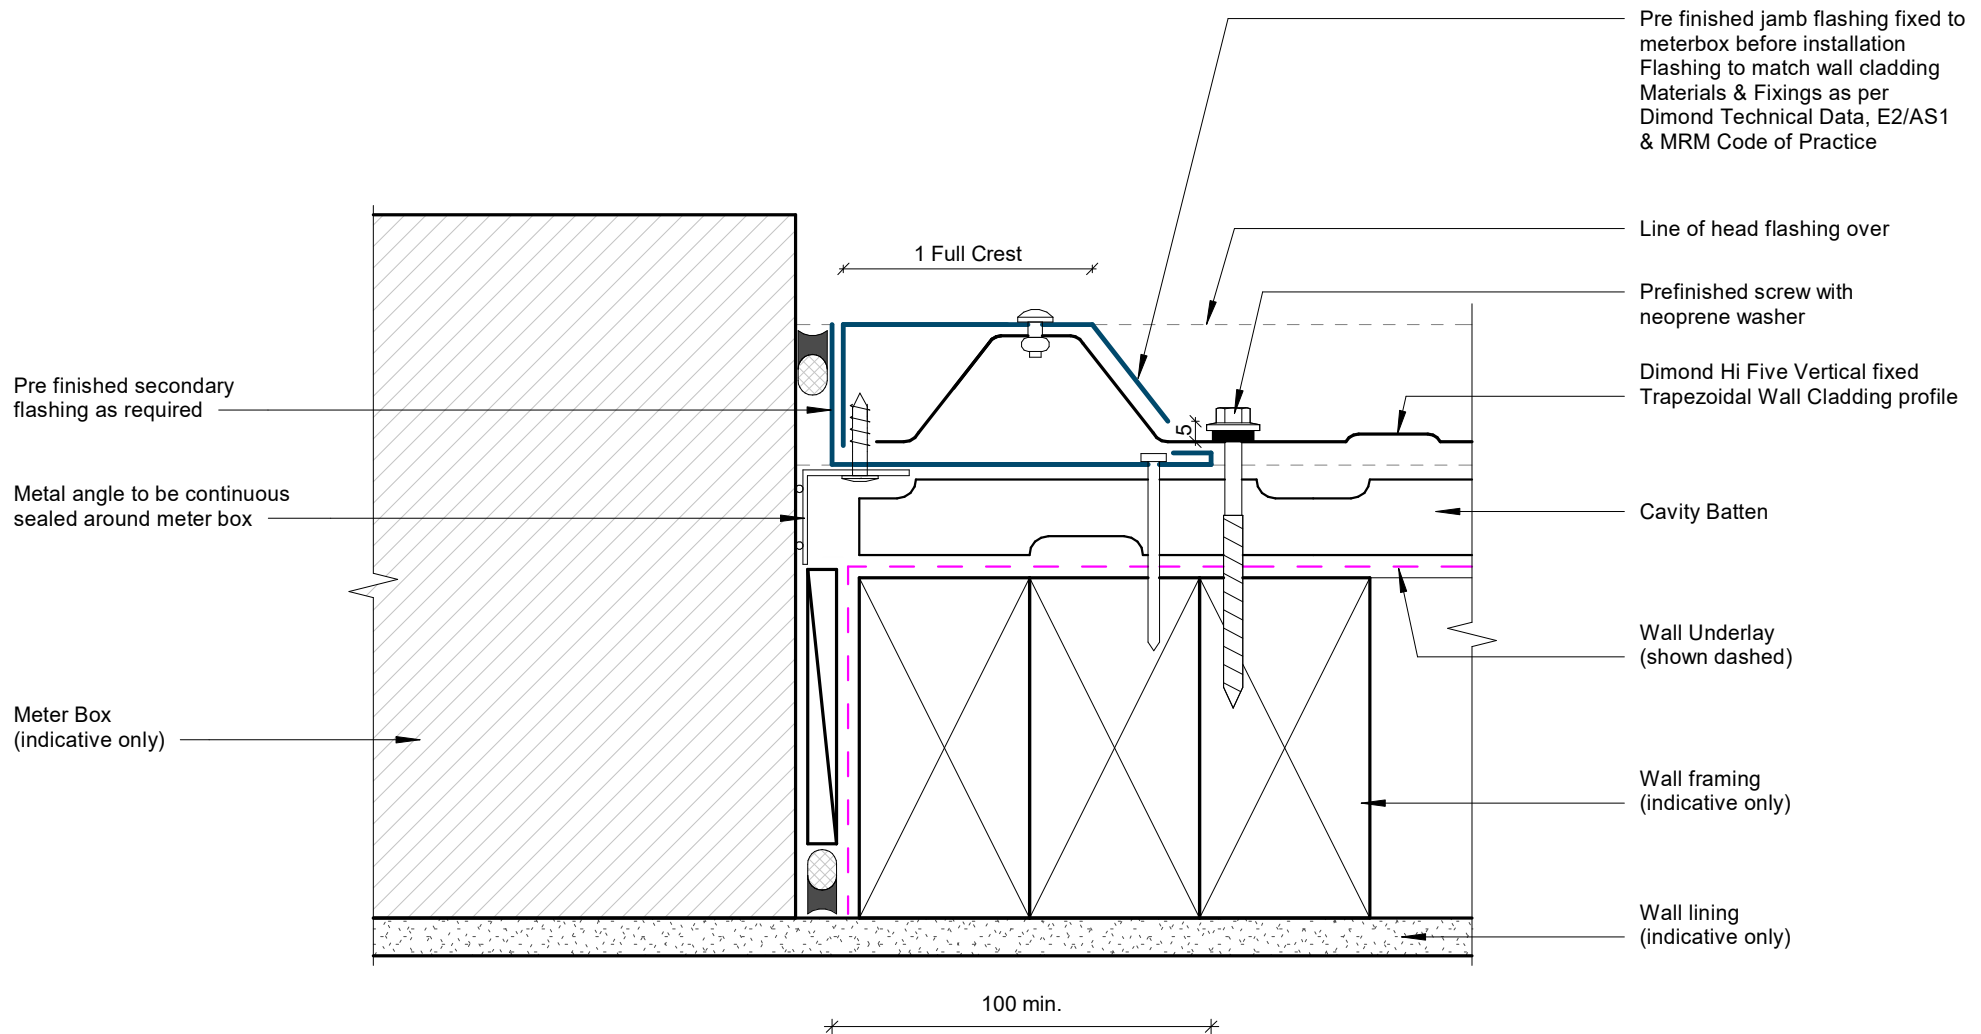 Pre finished jamb flashing fixed to
meterbox before installation
Flashing to match wall cladding
Materials & Fixings as per
Dimond Technical Data, E2/AS1
& MRM Code of Practice
Line of head flashing over
1 Full Crest
Prefinished screw with
neoprene washer
Dimond Hi Five Vertical fixed
Trapezoidal Wall Cladding profile
Pre finished secondary
flashing as required
5
Metal angle to be continuous
sealed around meter box
Cavity Batten
Wall Underlay
(shown dashed)
Meter Box
(indicative only)
Wall framing
(indicative only)
Wall lining
(indicative only)
100 min.